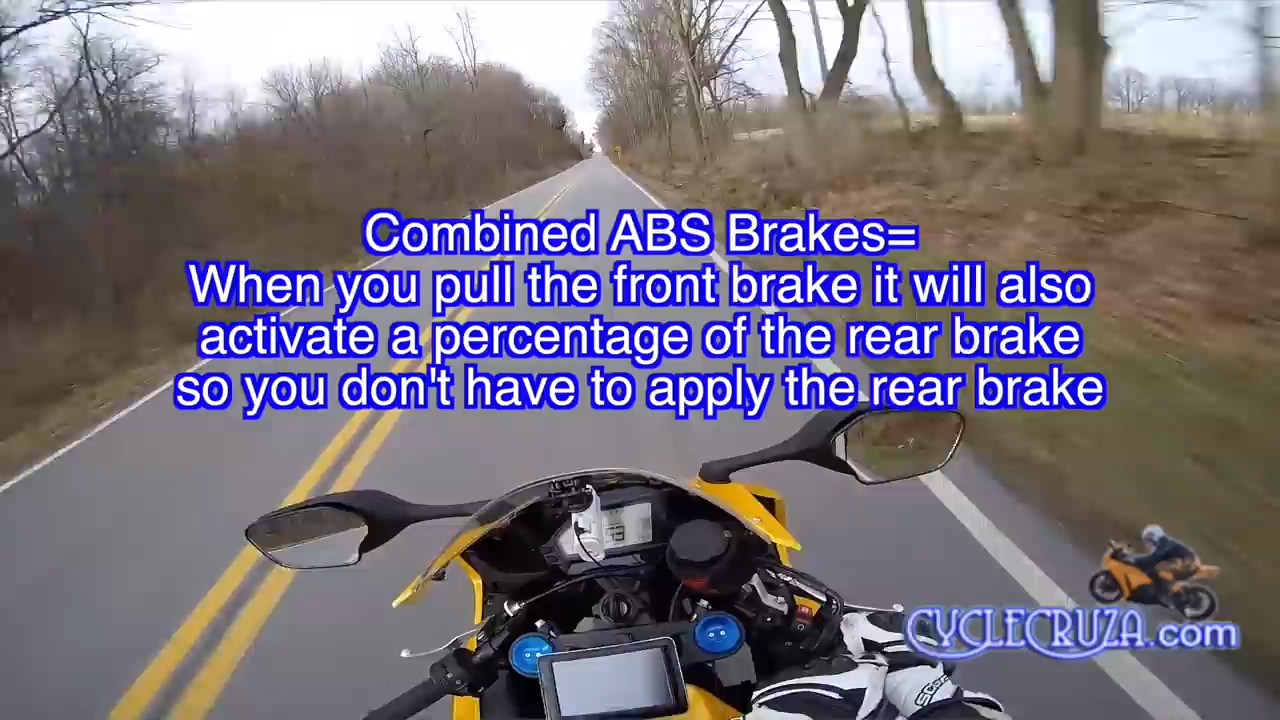 Combined ABS Brakes=
When you pull the front brake it will also
activate a percentage of the rear brake
so you don't have to apply the rear brake
CYCLECRUZA.com